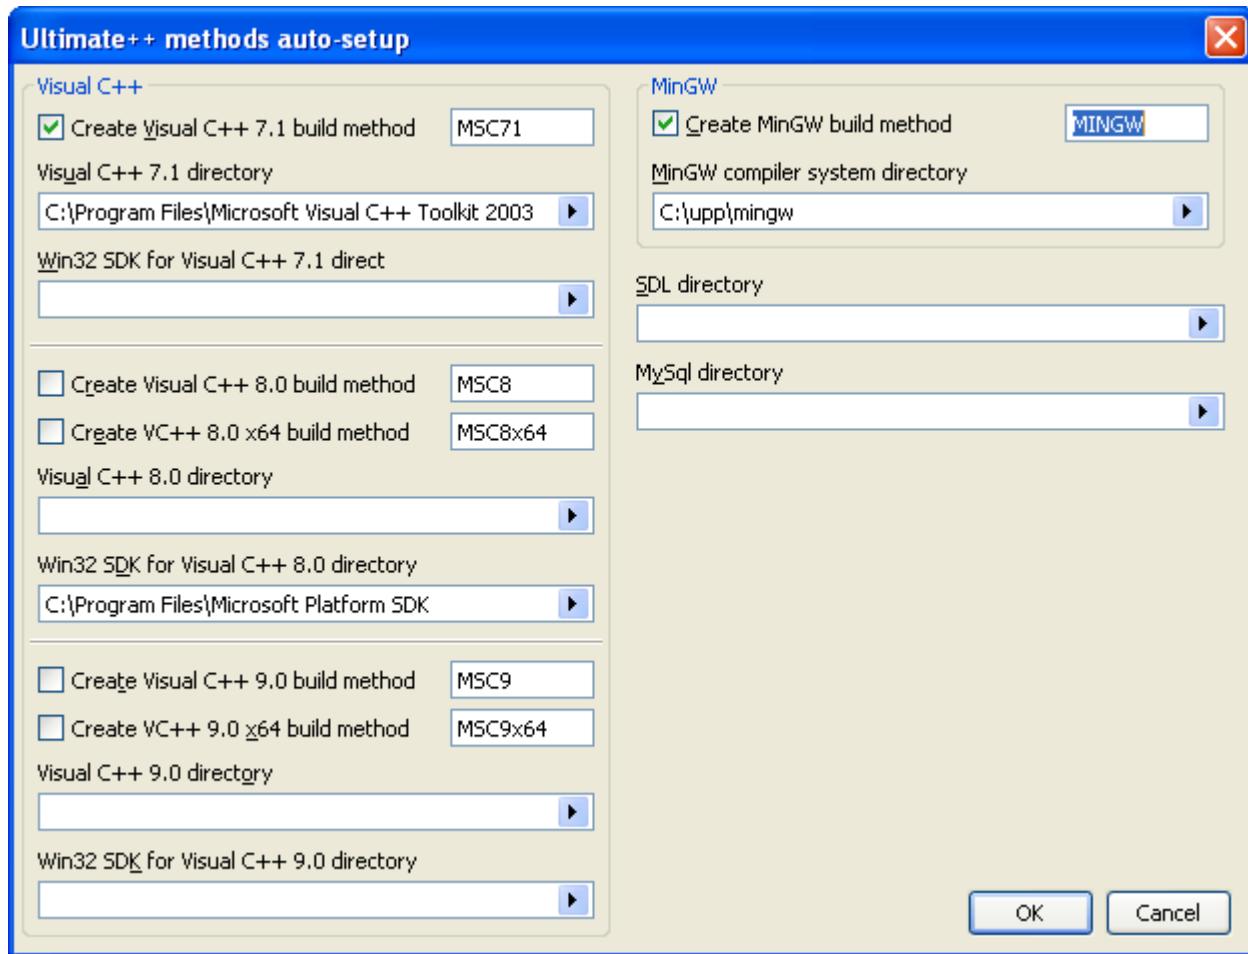 Ultimate++ methods auto-setup
Visual C++
Create Visual C++ 7.1 build method MSC71
Visual C++ 7.1 directory
C:\Program Files\Microsoft Visual C++ Toolkit 2003
Win32 SDK for Visual C++ 7.1 direct
Create Visual C++ 8.0 build method MSC8
Create VC++ 8.0 x64 build method MSC8x64
Visual C++ 8.0 directory
Win32 SDK for Visual C++ 8.0 directory
C:\Program Files\Microsoft Platform SDK
Create Visual C++ 9.0 build method MSC9
Create VC++ 9.0 x64 build method MSC9x64
Visual C++ 9.0 directory
Win32 SDK for Visual C++ 9.0 directory
MinGW
Create MinGW build method MINGW
MinGW compiler system directory
C:\upp\mingw
SDL directory
MySql directory
OK Cancel